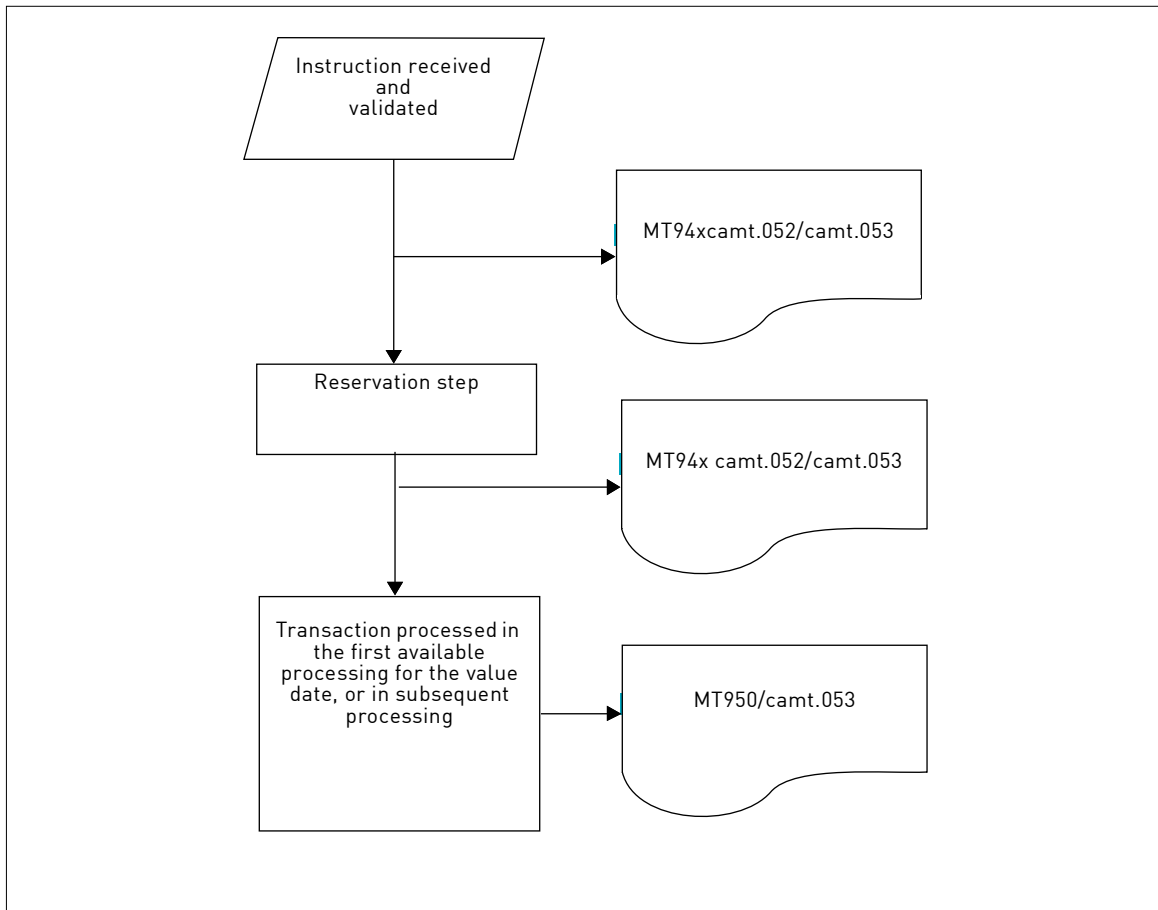 Instruction received
and
validated
MT94xcamt.052/camt.053
Reservation step
MT94x camt.052/camt.053
Transaction processed in
the first available
processing for the value
date, or in subsequent
processing
MT950/camt.053